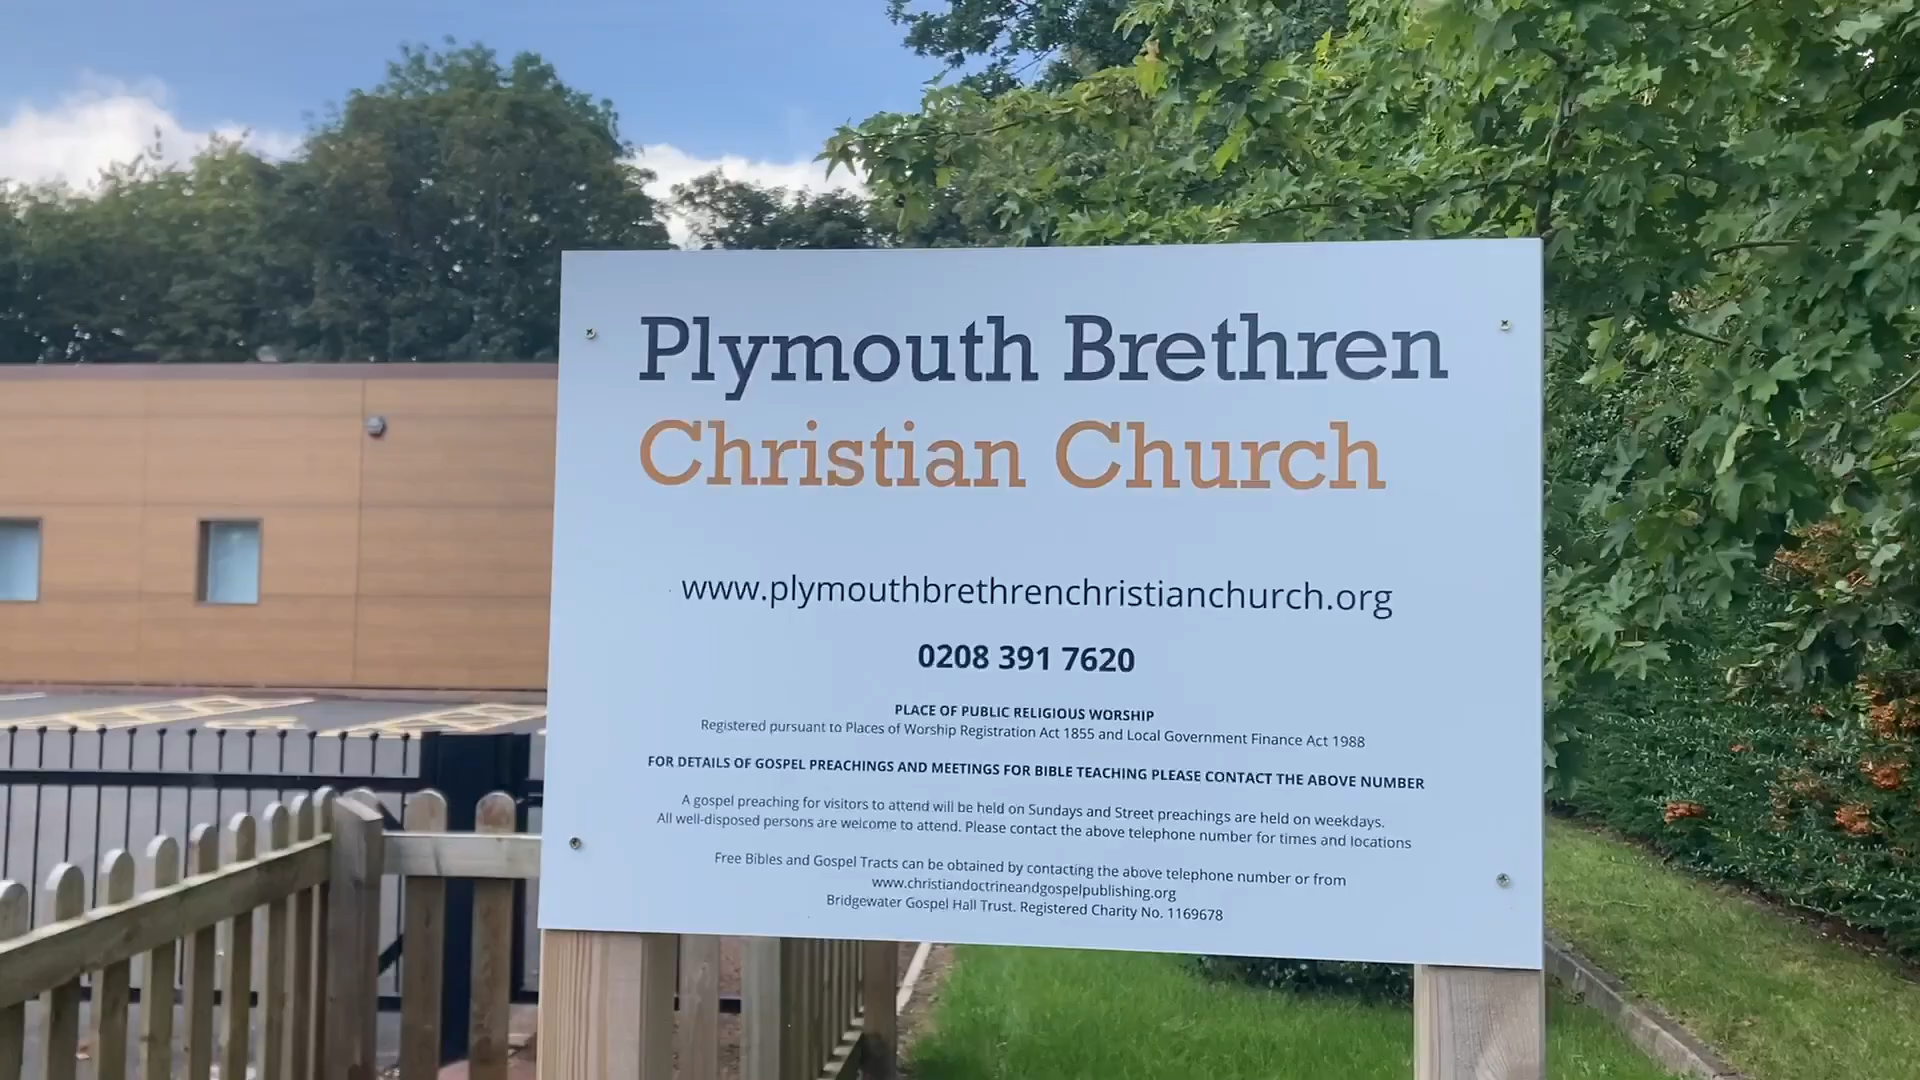 Plymouth Brethren
Christian Church
www.plymouthbrethrenchristianchurch.org
0208 391 7620
PLACE OF PUBLIC RELIGIOUS WORSHIP
Registered pursuant to Places of Worship Registration Act 1855 and Local Government Finance Act 1988
FOR DETAILS OF GOSPEL PREACHINGS AND MEETINGS FOR BIBLE TEACHING PLEASE CONTACT THE ABOVE NUMBER
A gospel preaching for visitors to attend will be held on Sundays and Street preachings are held on weekdays.
All well-disposed persons are welcome to attend. Please contact the above telephone number for times and locations
Free Bibles and Gospel Tracts can be obtained by contacting the above telephone number or from
www.christiandoctrineandgospelpublishing.org
Bridgewater Gospel Hall Trust. Registered Charity No. 1169678